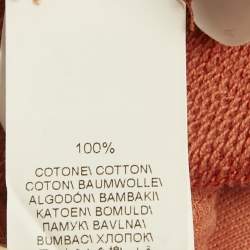 100%
COTONE\ COTTON\
COTON\ BAUMWOLLE\
ALGODÓN\ BAMBAKI\
KATOEN\ BOMULD\
ПАМУК\ BAVLNA\
BUMBAC\ ХЛОПОК\